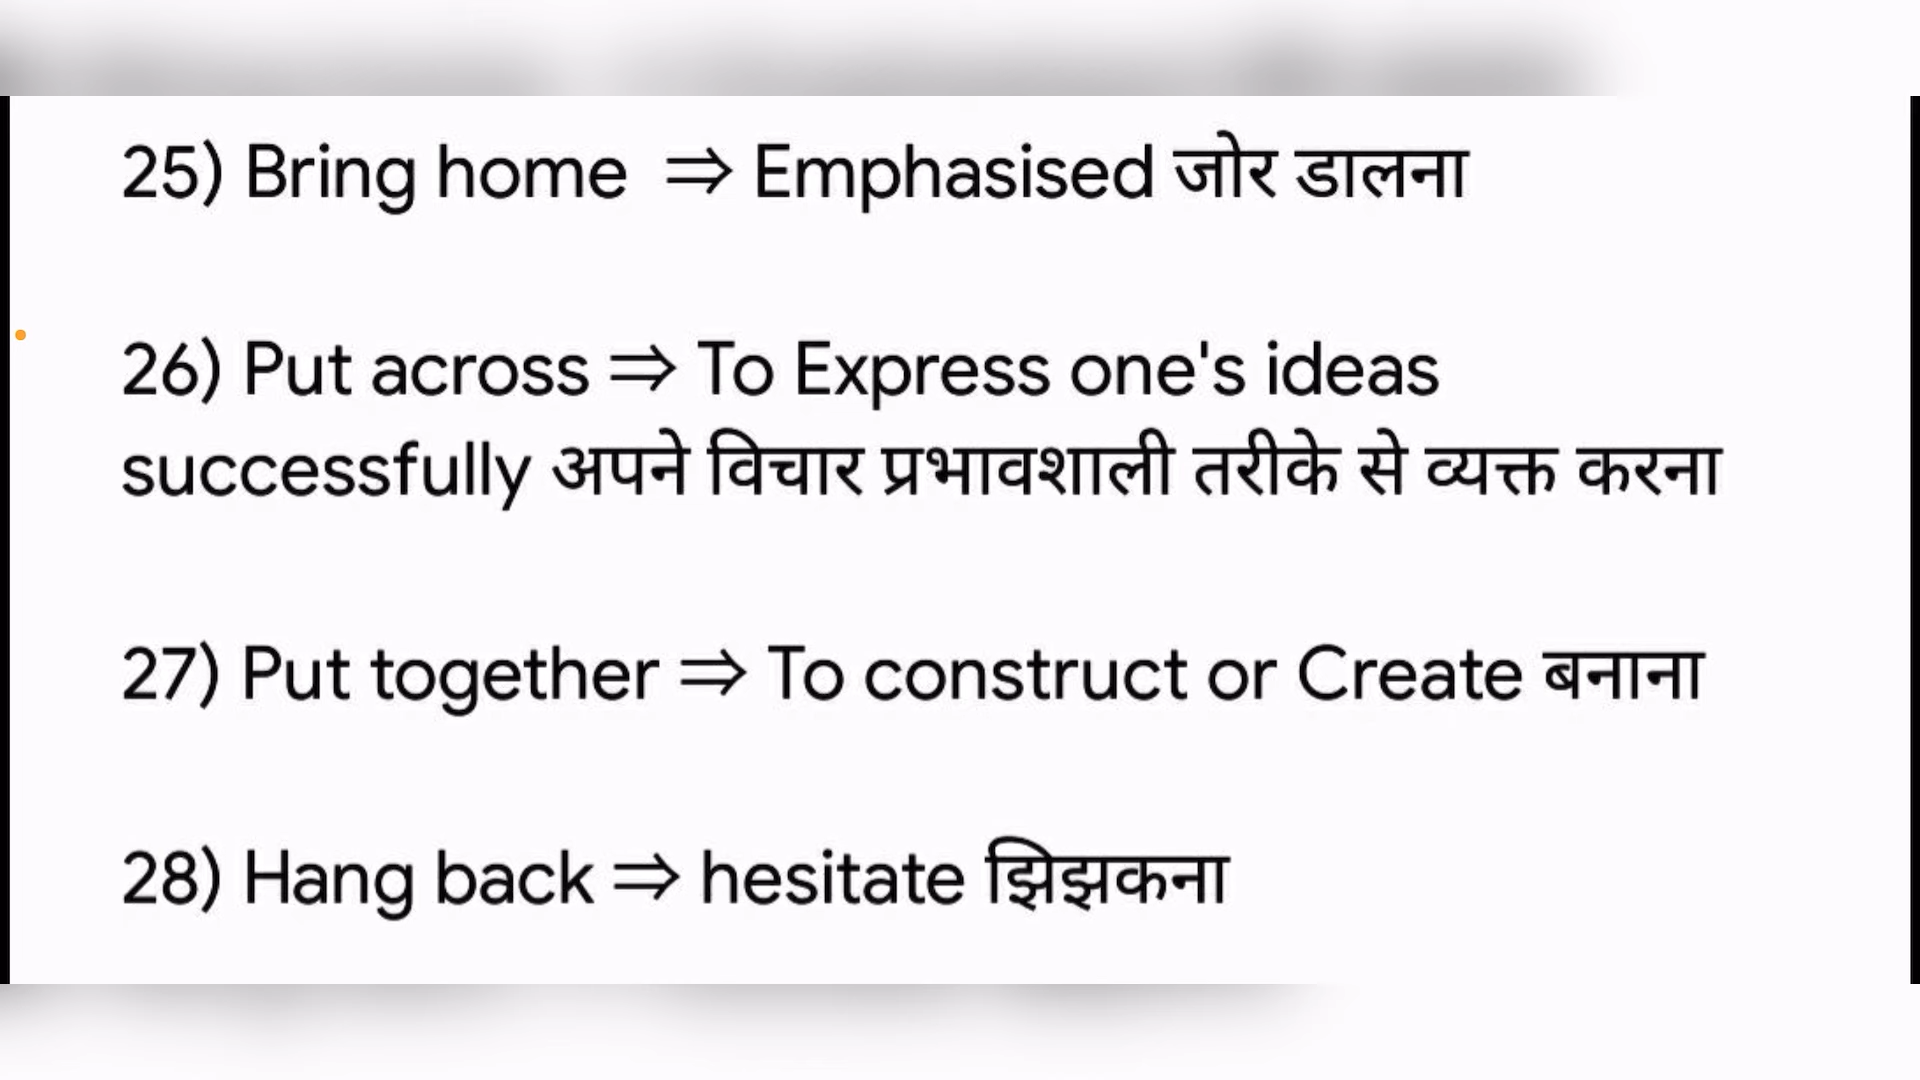 25) Bring home ⇒ Emphasised जोर डालना
26) Put across ⇒ To Express one's ideas
successfully अपने विचार प्रभावशाली तरीके से व्यक्त करना
27) Put together ⇒ To construct or Create बनाना
28) Hang back ⇒ hesitate झिझकना